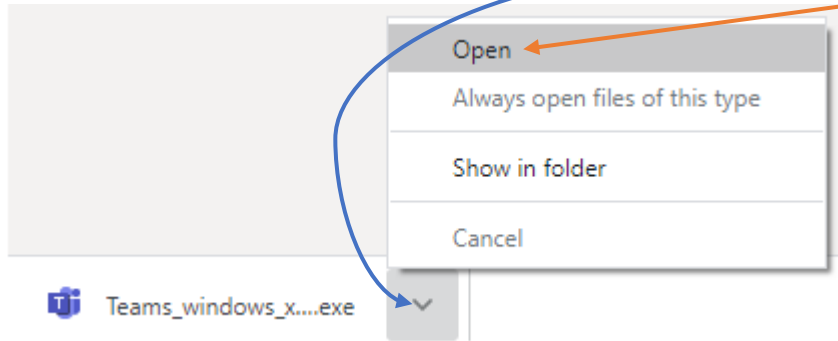 Open
Always open files of this type
Show in folder
Cancel
Teams_windows_x....exe